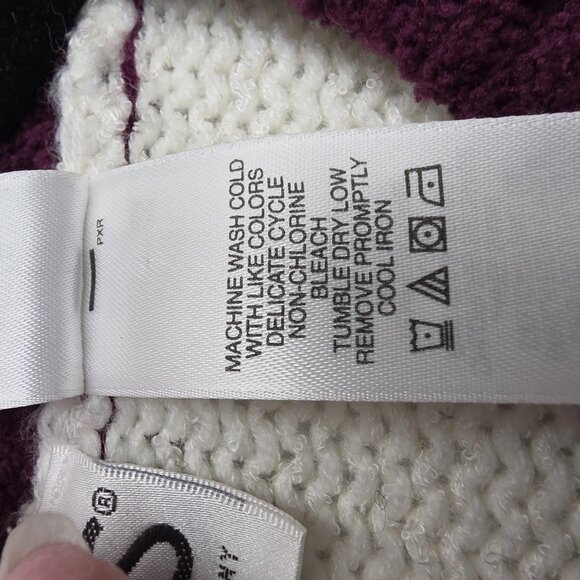 MACHINE WASH COLD
WITH LIKE COLORS
DELICATE CYCLE
NON-CHLORINE
BLEACH
TUMBLE DRY LOW
REMOVE PROMPTLY
COOL IRON
PXR
®
NY